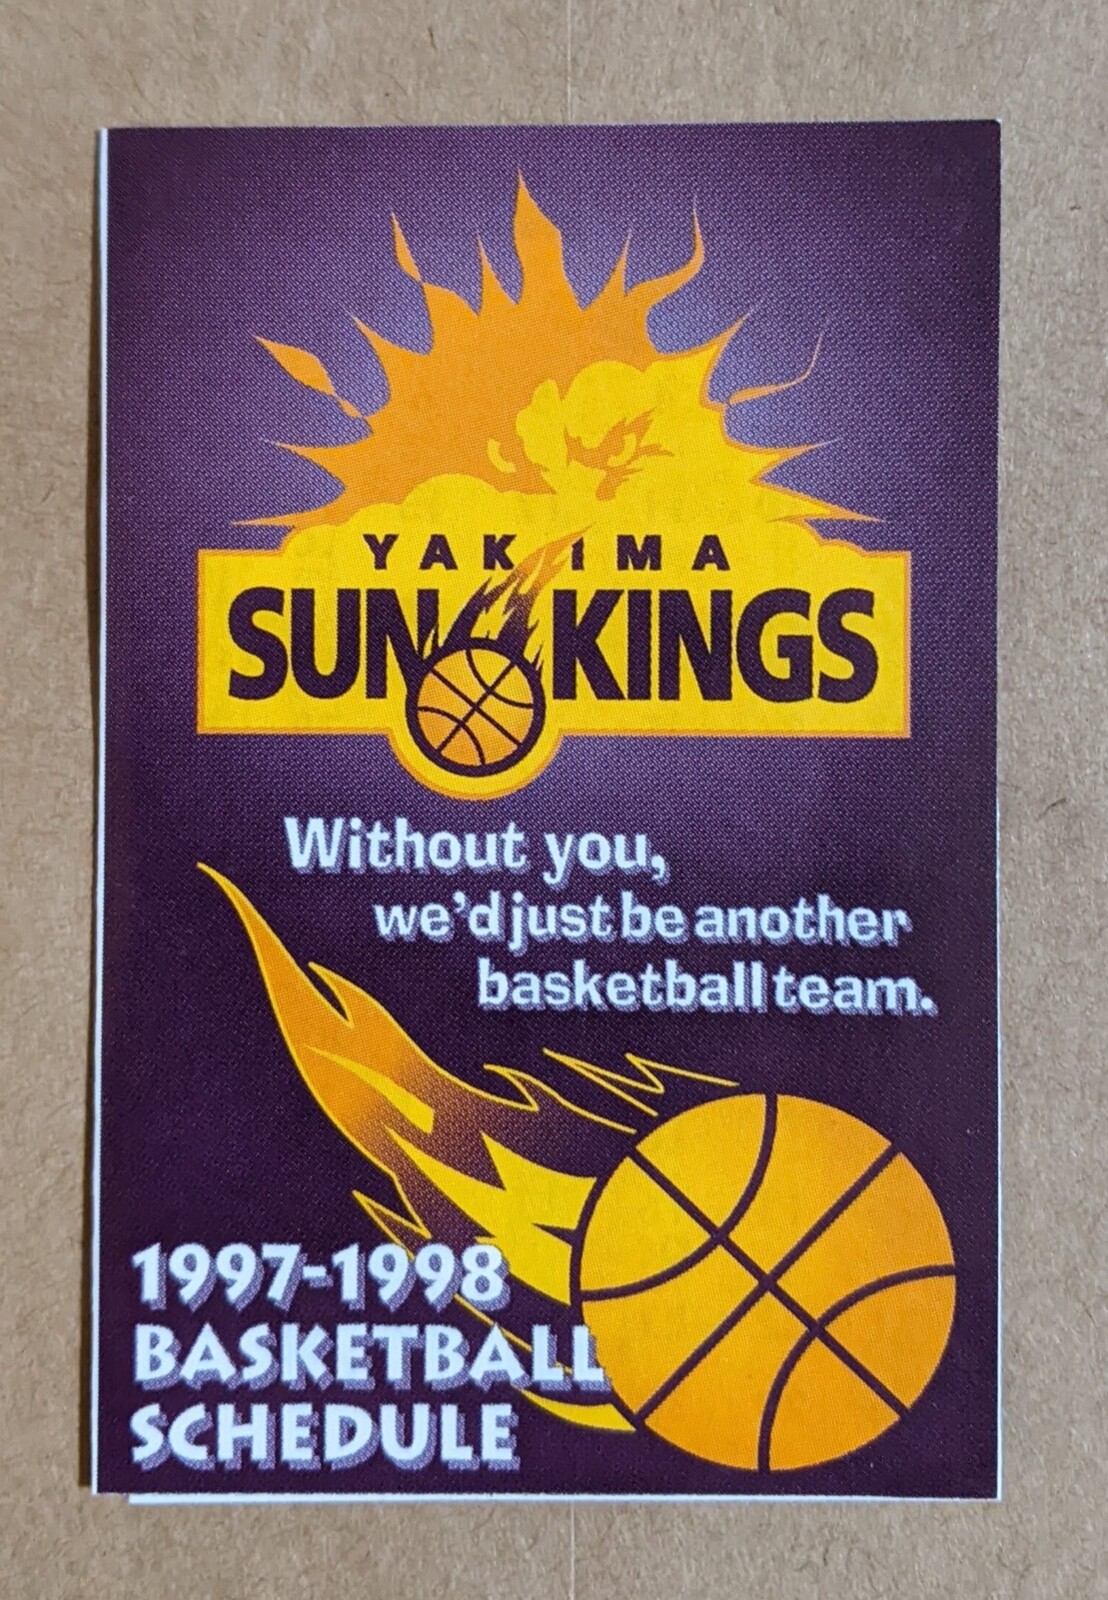 YAKIMA
SUN KINGS
Without you,
we'd just be another
basketball team.
1997-1998
BASKETBALL
SCHEDULE